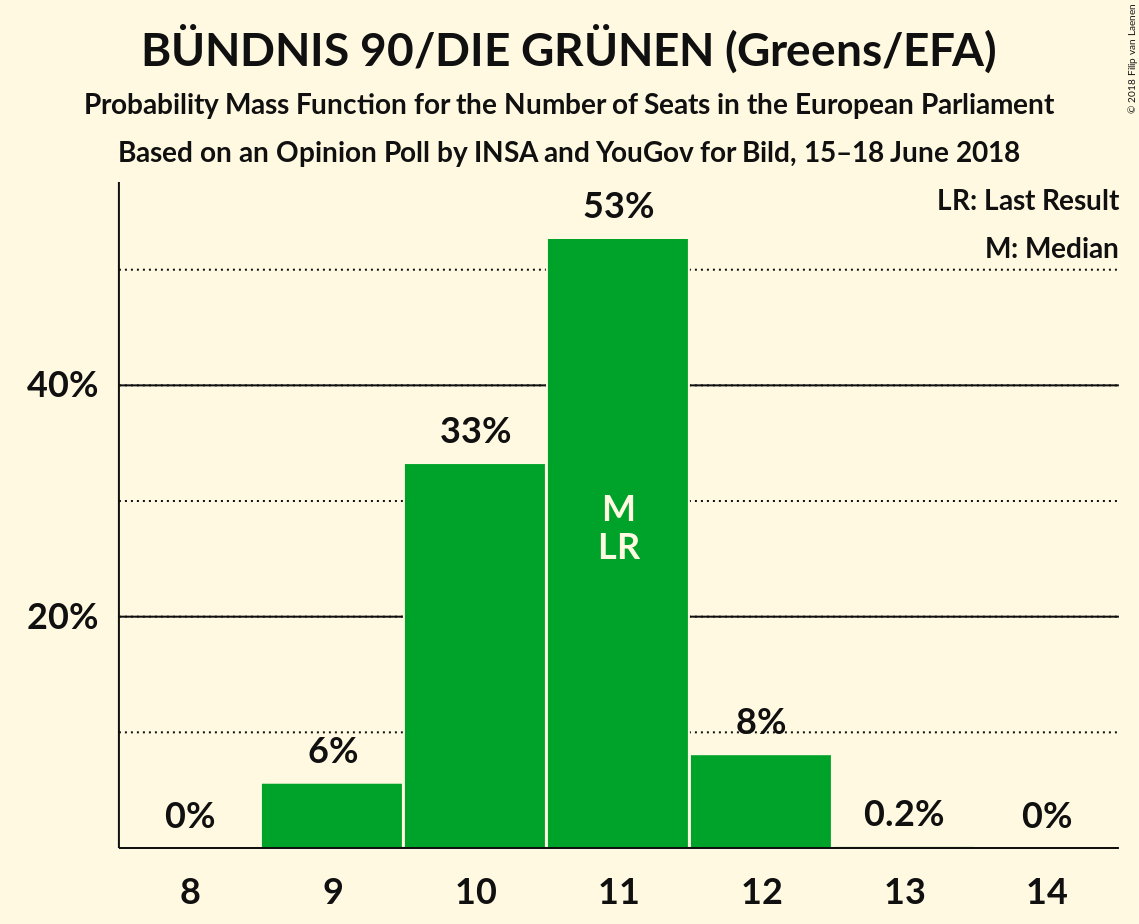 BÜNDNIS 90/DIE GRÜNEN (Greens/EFA)
Probability Mass Function for the Number of Seats in the European Parliament
Based on an Opinion Poll by INSA and YouGov for Bild, 15–18 June 2018
© 2018 Filip van Laenen
LR: Last Result
M: Median
53%
40%
33%
M
LR
20%
8%
6%
0%
0.2%
0%
8 9 10 11 12 13 14